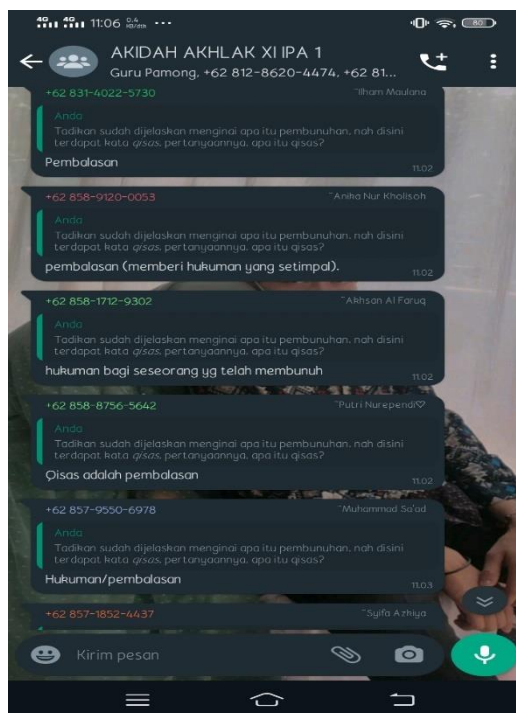 4G 4G 11:06 0.4 KB/s ... 80
AKIDAH AKHLAK XI IPA 1
Guru Pamong, +62 812-8620-4474, +62 81...
+62 831-4022-5730 ~Ilham Maulana
Anda
Tadikan sudah dijelaskan menginai apa itu pembunuhan, nah disini
terdapat kata qisas, pertanyaannya, apa itu qisas?
Pembalasan 11.02
+62 858-9120-0053 ~Anika Nur Kholisoh
Anda
Tadikan sudah dijelaskan menginai apa itu pembunuhan, nah disini
terdapat kata qisas, pertanyaannya, apa itu qisas?
pembalasan (memberi hukuman yang setimpal). 11.02
+62 858-1712-9302 ~Akhsan Al Faruq
Anda
Tadikan sudah dijelaskan menginai apa itu pembunuhan, nah disini
terdapat kata qisas, pertanyaannya, apa itu qisas?
hukuman bagi seseorang yg telah membunuh 11.02
+62 858-8756-5642 ~Putri Nurependi♡
Anda
Tadikan sudah dijelaskan menginai apa itu pembunuhan, nah disini
terdapat kata qisas, pertanyaannya, apa itu qisas?
Qisas adalah pembalasan 11.02
+62 857-9550-6978 ~Muhammad Sa'ad
Anda
Tadikan sudah dijelaskan menginai apa itu pembunuhan, nah disini
terdapat kata qisas, pertanyaannya, apa itu qisas?
Hukuman/pembalasan 11.03
+62 857-1852-4437 ~Syifa Azhiya
Kirim pesan